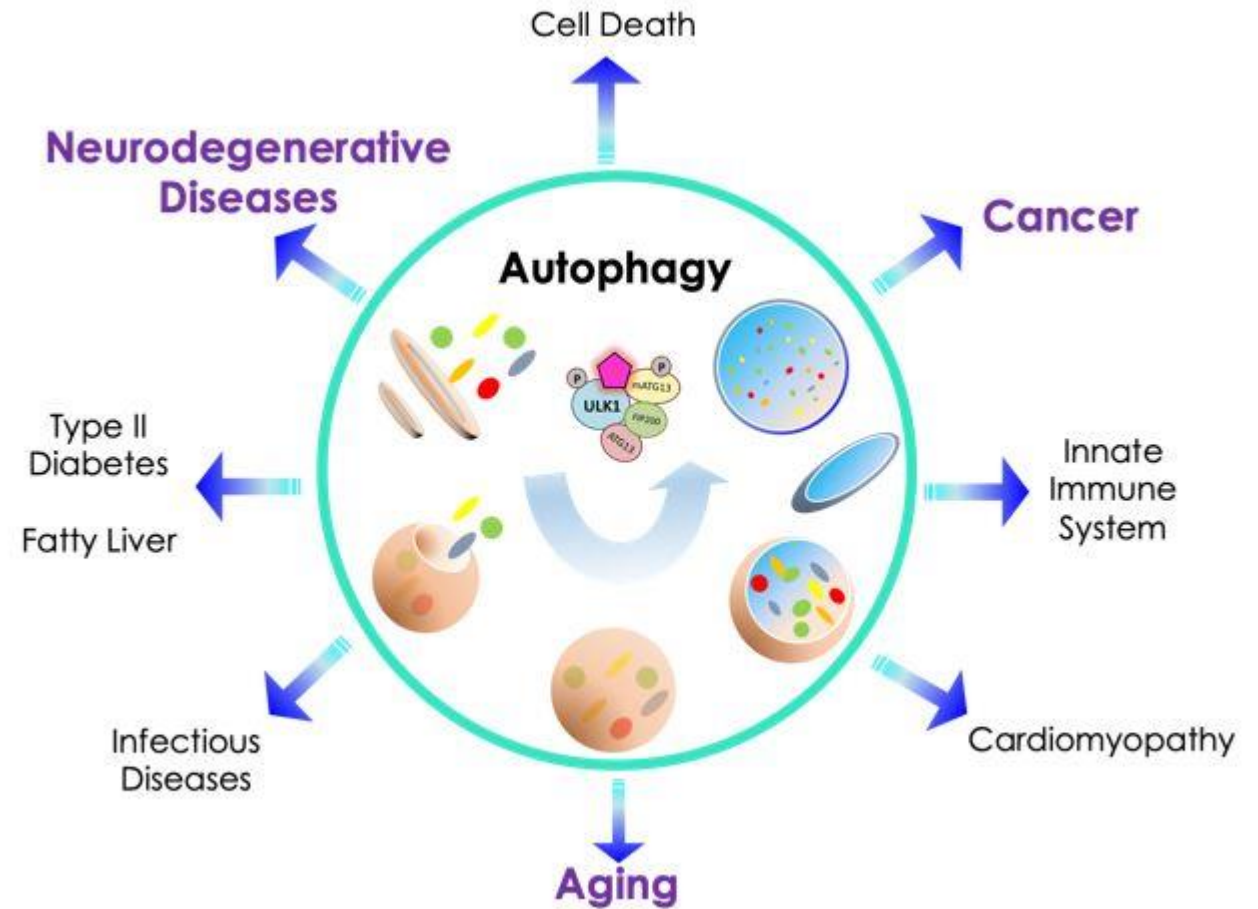 Cell Death
Neurodegenerative
Diseases
Cancer
Autophagy
P
P
mATG13
ULK1
FIP200
ATG13
Type II
Diabetes
Fatty Liver
Innate
Immune
System
Infectious
Diseases
Cardiomyopathy
Aging